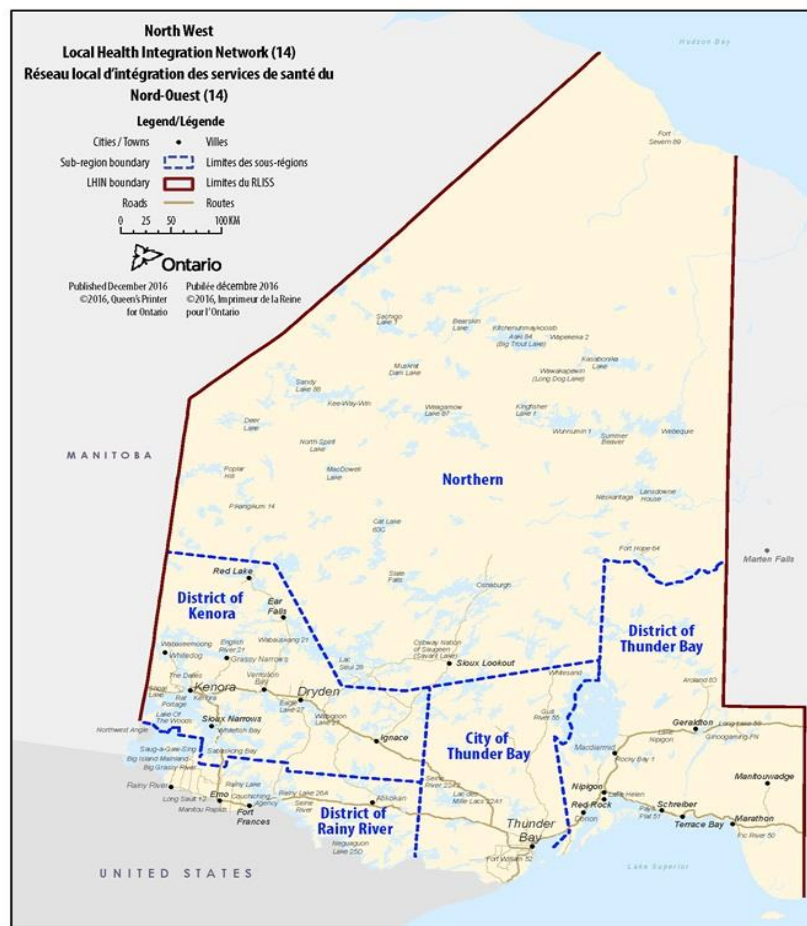 North West
Local Health Integration Network (14)
Réseau local d'intégration des services de santé du
Nord-Ouest (14)
Legend/Légende
Cities / Towns • Villes
Sub-region boundary Limites des sous-régions
LHIN boundary Limites du RLISS
Roads Routes
0 25 50 100 KM
Ontario
Published December 2016
©2016, Queen's Printer
for Ontario
Publiée décembre 2016
©2016, Imprimeur de la Reine
pour l'Ontario
Hudson Bay
Fort
Severn 89
Sachigo
Lake 1
Bearskin
Lake
Kitchenuhmaykoosib
Aaki 84
(Big Trout Lake)
Wapekeka 2
Kasabonika
Lake
Muskrat
Dam Lake
Wawakapewin
(Long Dog Lake)
Sandy
Lake 88
Kee-Way-Win
Weagamow
Lake 87
Kingfisher
Lake 1
Wunnumin 1
Summer
Beaver
Webequie
Deer
Lake
North Spirit
Lake
MANITOBA
Poplar
Hill
MacDowell
Lake
Northern
Pikangikum 14
Neskantaga
Lansdowne
House
Cat Lake
63C
Fort Hope 64
Marten Falls
Red Lake
Slate
Falls
Osnaburgh
District of
Kenora
Ear
Falls
District of
Thunder Bay
Wabaseemoong
Whitedog
English
River 21
Grassy Narrows
Wabauskang 21
Lac
Seul 28
Ojibway Nation
of Saugeen
(Savant Lake)
Sioux Lookout
Whitesand
Aroland 83
The Dalles
Kenora
Rat
Portage
Kenora
Shoal
Lake
Lake Of
The Woods
Vermilion
Bay
Eagle
Lake 27
Dryden
Wabigoon
Lake 27
Northwest Angle
Sioux Narrows
Whitefish Bay
Ignace
City of
Thunder Bay
Gull
River 55
Lake
Nipigon
Geraldton
Long Lake 58
Ginoogaming FN
Macdiarmid
Rocky Bay 1
Saug-a-Gaw-Sing
Big Island Mainland
Big Grassy River
Sabaskong Bay
Rainy River
Long Sault 12
Emo
Manitou Rapids
Rainy Lake
Couchiching
Agency
Fort
Frances
Rainy Lake 26A
Seine
River
Atikokan
Seine
River 22A2
Lac des
Mille Lacs 22A1
District of
Rainy River
Neguaguon
Lake 25D
Nipigon
Lake Helen
Red Rock
Dorion
Pays
Plat 51
Schreiber
Terrace Bay
Manitouwadge
Marathon
Pic River 50
Thunder
Bay
Fort William 52
UNITED STATES
Lake Superior